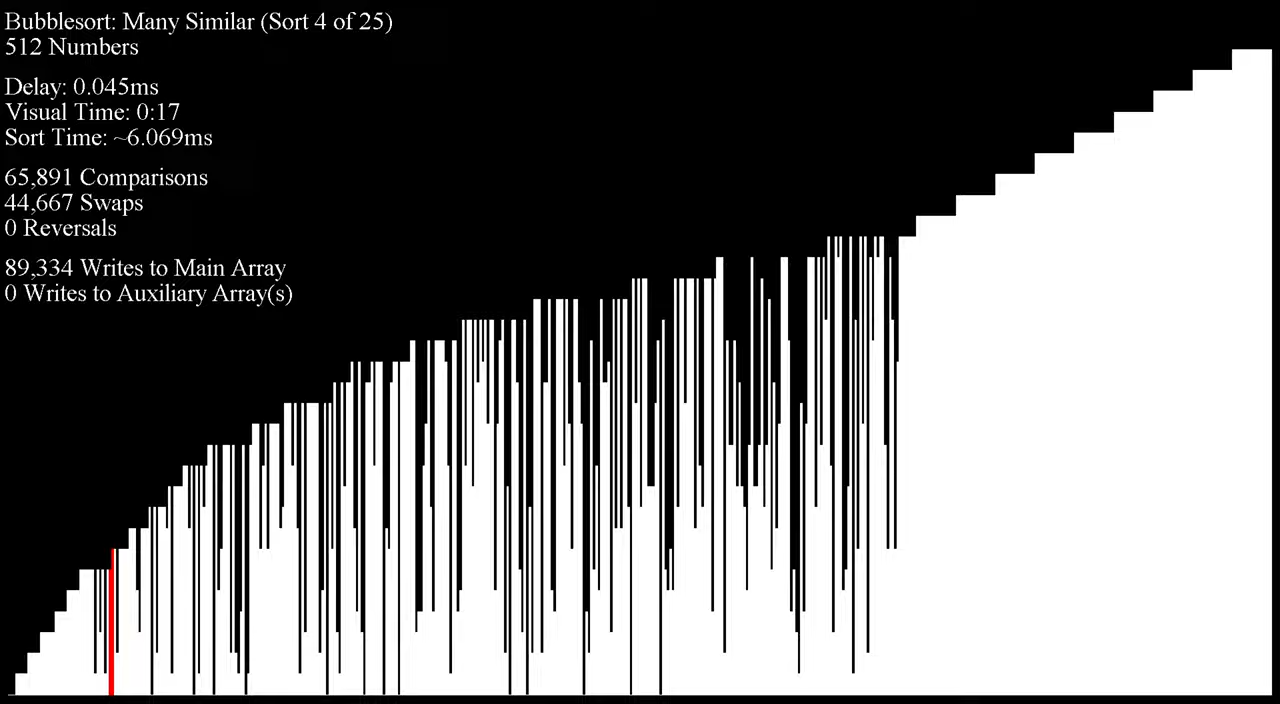 Bubblesort: Many Similar (Sort 4 of 25)
512 Numbers
Delay: 0.045ms
Visual Time: 0:17
Sort Time: ~6.069ms
65,891 Comparisons
44,667 Swaps
0 Reversals
89,334 Writes to Main Array
0 Writes to Auxiliary Array(s)